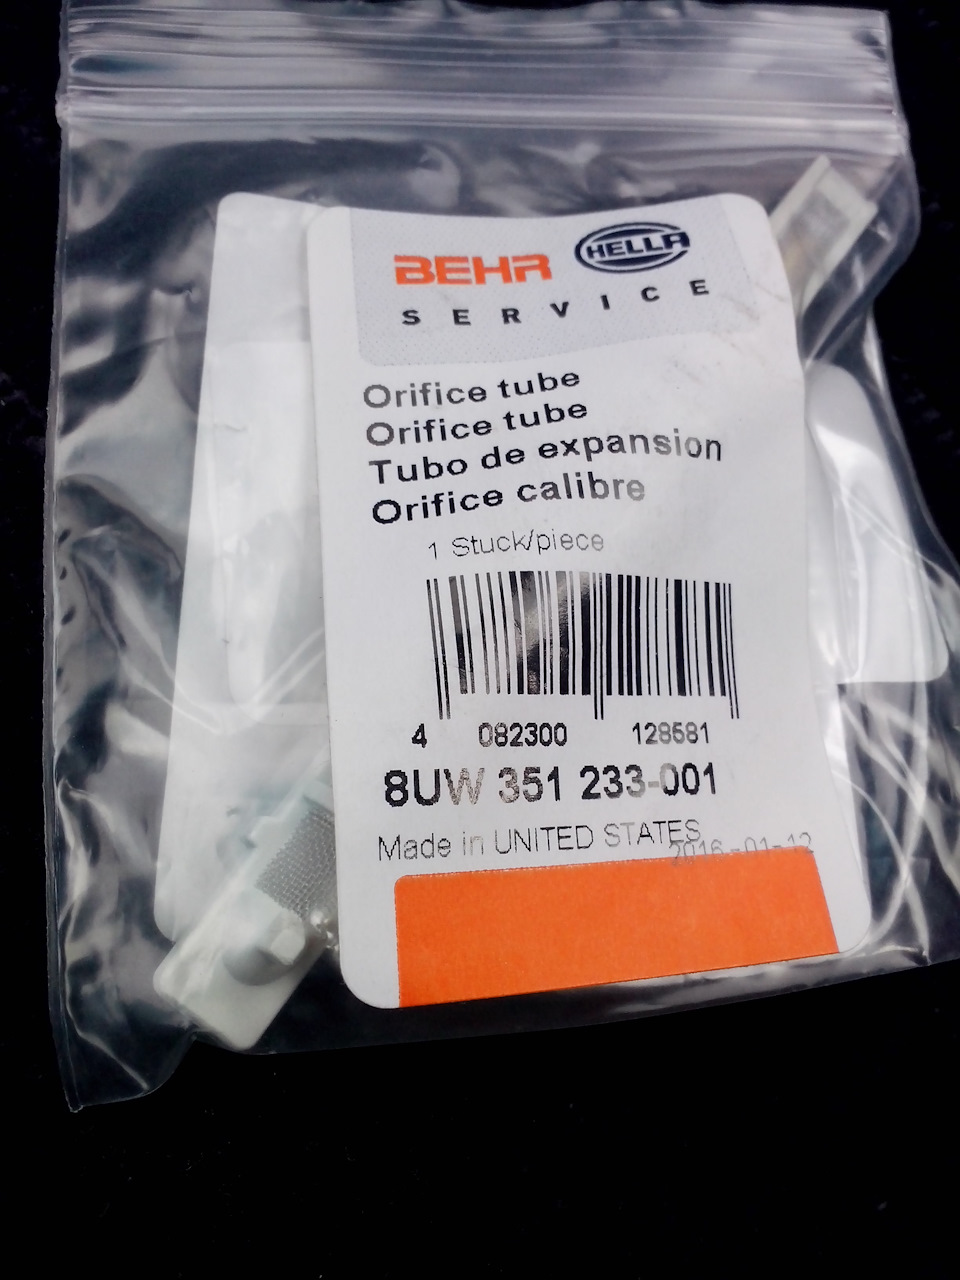 BEHR HELLA
SERVICE
Orifice tube
Orifice tube
Tubo de expansion
Orifice calibre
1 Stuck/piece
4 082300 128581
8UW 351 233-001
Made in UNITED STATES
2016-01-12